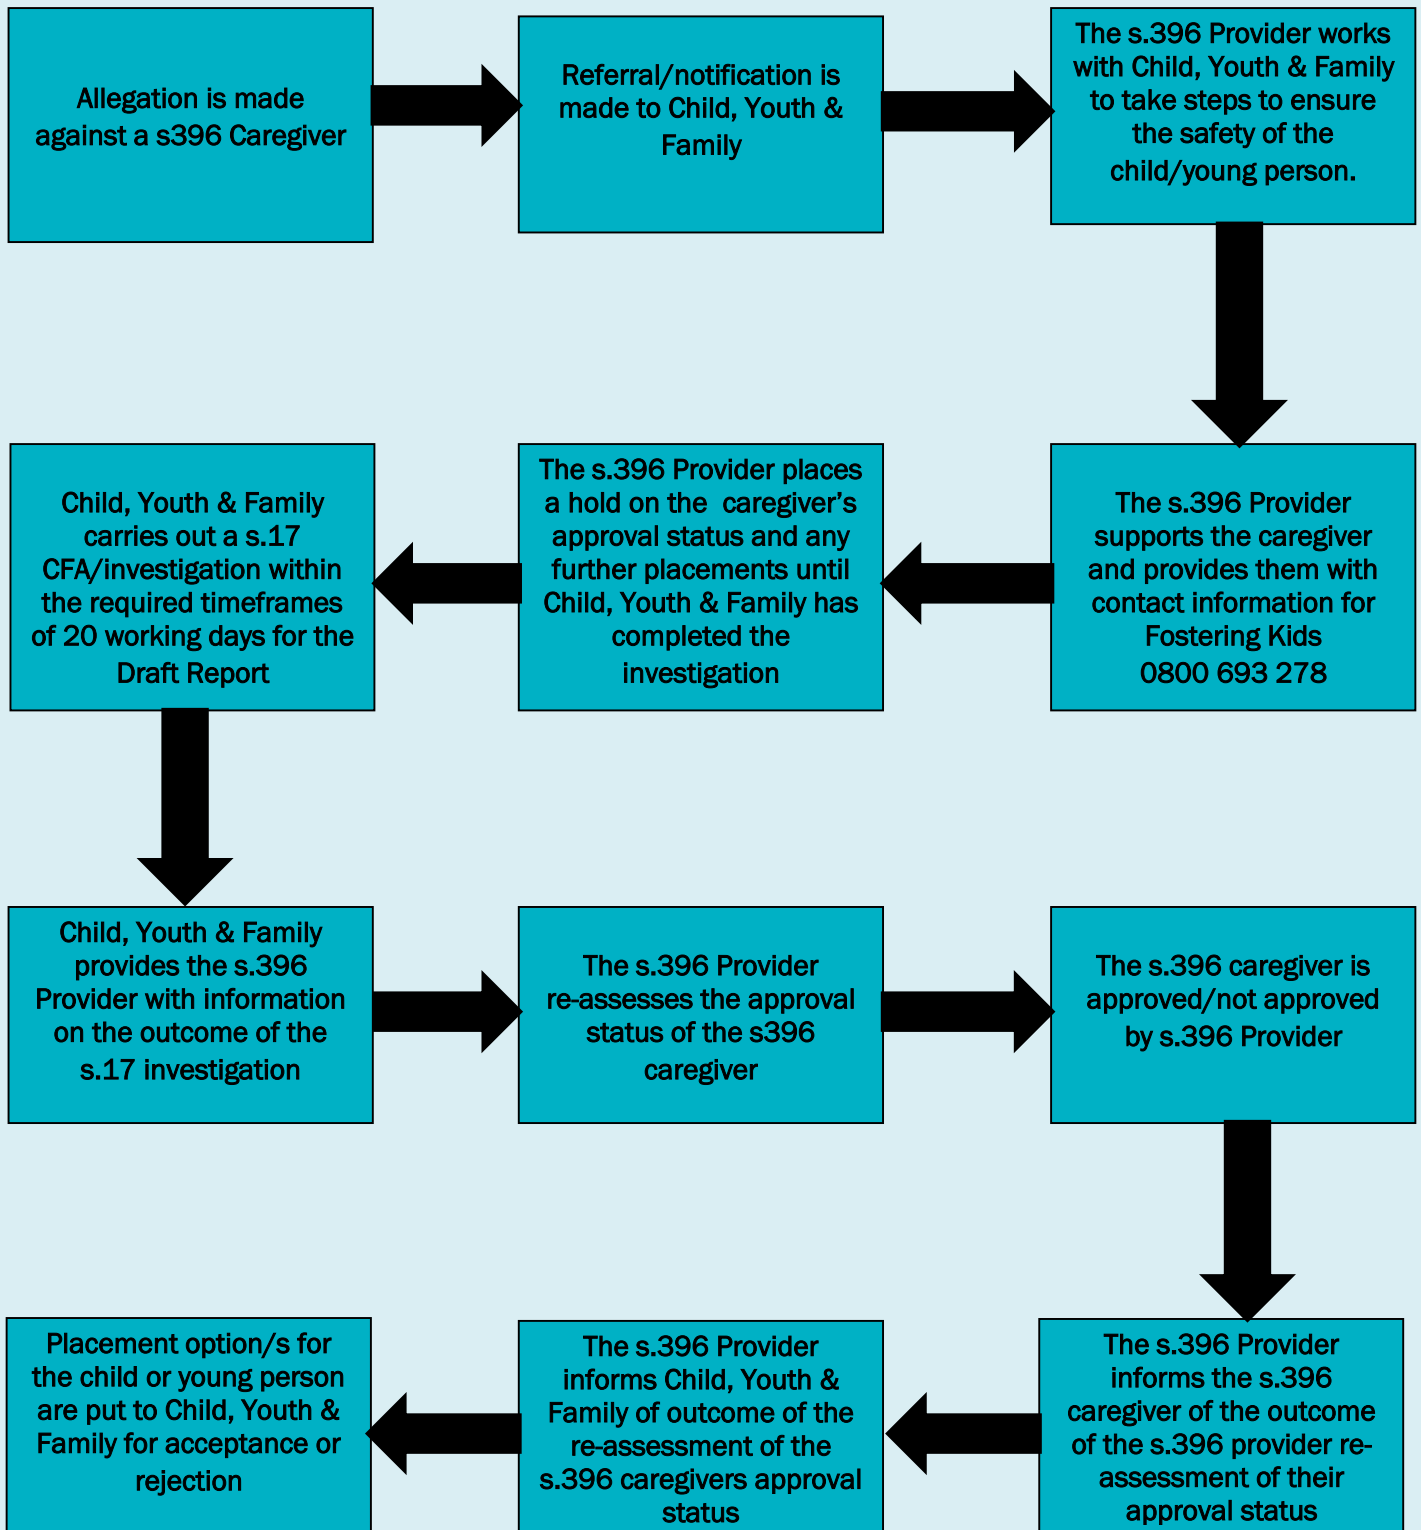 Allegation is made
against a s396 Caregiver
Referral/notification is
made to Child, Youth &
Family
The s.396 Provider works
with Child, Youth & Family
to take steps to ensure
the safety of the
child/young person.
The s.396 Provider
supports the caregiver
and provides them with
contact information for
Fostering Kids
0800 693 278
The s.396 Provider places
a hold on the caregiver’s
approval status and any
further placements until
Child, Youth & Family has
completed the
investigation
Child, Youth & Family
carries out a s.17
CFA/investigation within
the required timeframes
of 20 working days for the
Draft Report
Child, Youth & Family
provides the s.396
Provider with information
on the outcome of the
s.17 investigation
The s.396 Provider
re-assesses the approval
status of the s396
caregiver
The s.396 caregiver is
approved/not approved
by s.396 Provider
The s.396 Provider
informs the s.396
caregiver of the outcome
of the s.396 provider re-
assessment of their
approval status
The s.396 Provider
informs Child, Youth &
Family of outcome of the
re-assessment of the
s.396 caregivers approval
status
Placement option/s for
the child or young person
are put to Child, Youth &
Family for acceptance or
rejection